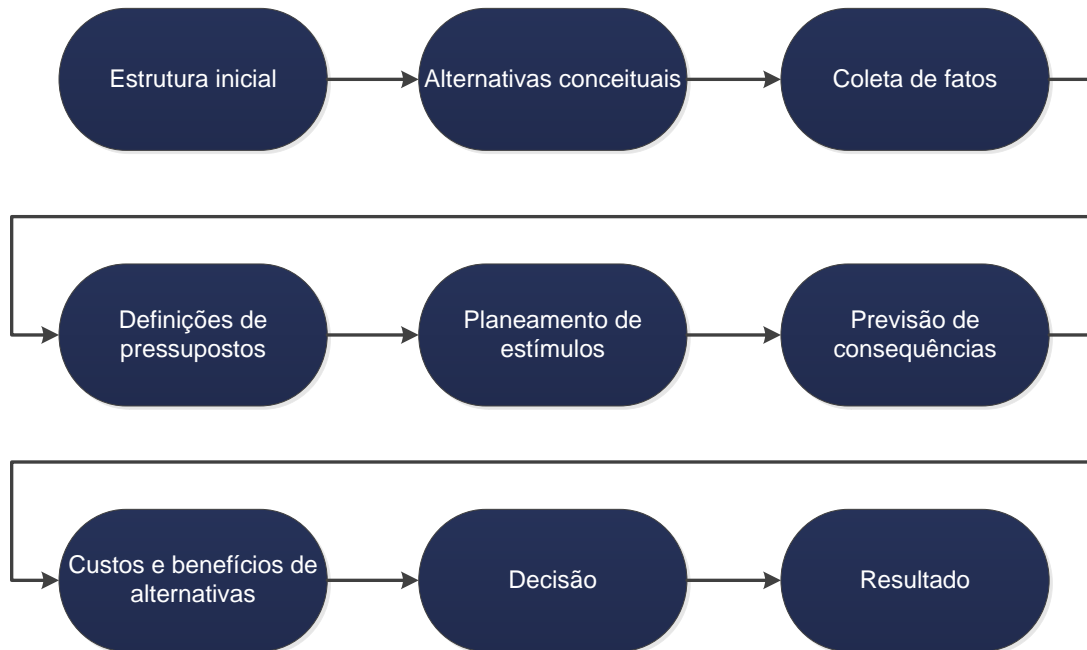 Estrutura inicial
Alternativas conceituais
Coleta de fatos
Definições de
pressupostos
Planeamento de
estímulos
Previsão de
consequências
Custos e benefícios de
alternativas
Decisão
Resultado